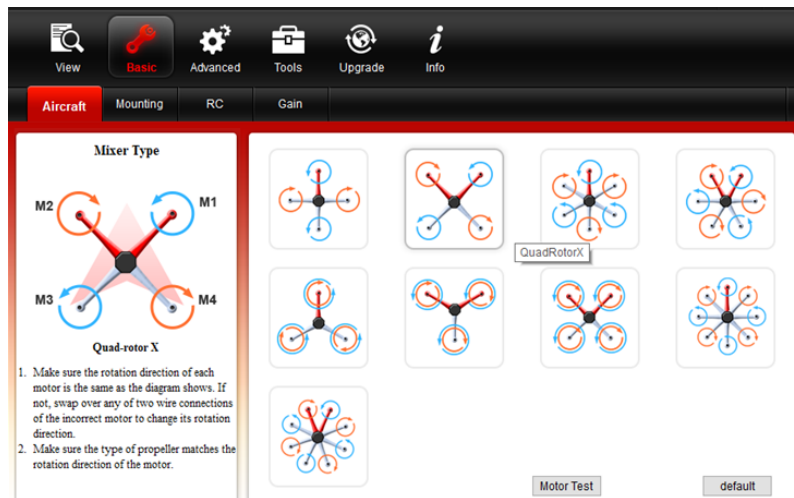 View
Basic
Advanced
Tools
Upgrade
Info
Aircraft
Mounting
RC
Gain
Mixer Type
M2
M1
M3
M4
Quad-rotor X
1. Make sure the rotation direction of each
motor is the same as the diagram shows. If
not, swap over any of two wire connections
of the incorrect motor to change its rotation
direction.
2. Make sure the type of propeller matches the
rotation direction of the motor.
QuadRotorX
Motor Test
default